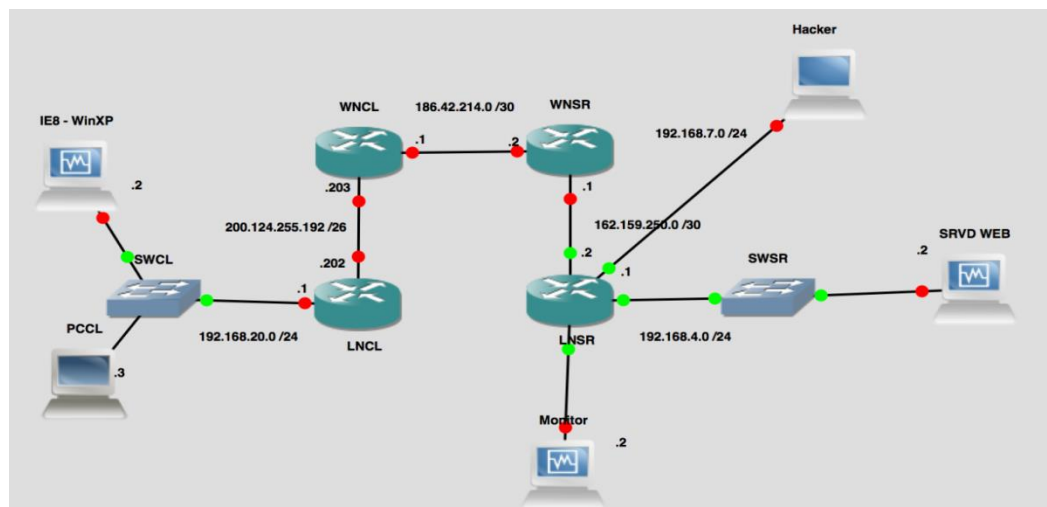 Hacker
WNCL
186.42.214.0 /30
WNSR
IE8 - WinXP
192.168.7.0 /24
.1
.2
.2
.203
.1
200.124.255.192 /26
162.159.250.0 /30
SRVD WEB
.2
SWCL
.202
.2
.1
SWSR
.1
PCCL
192.168.20.0 /24
LNCL
LNSR
192.168.4.0 /24
.3
Monitor
.2